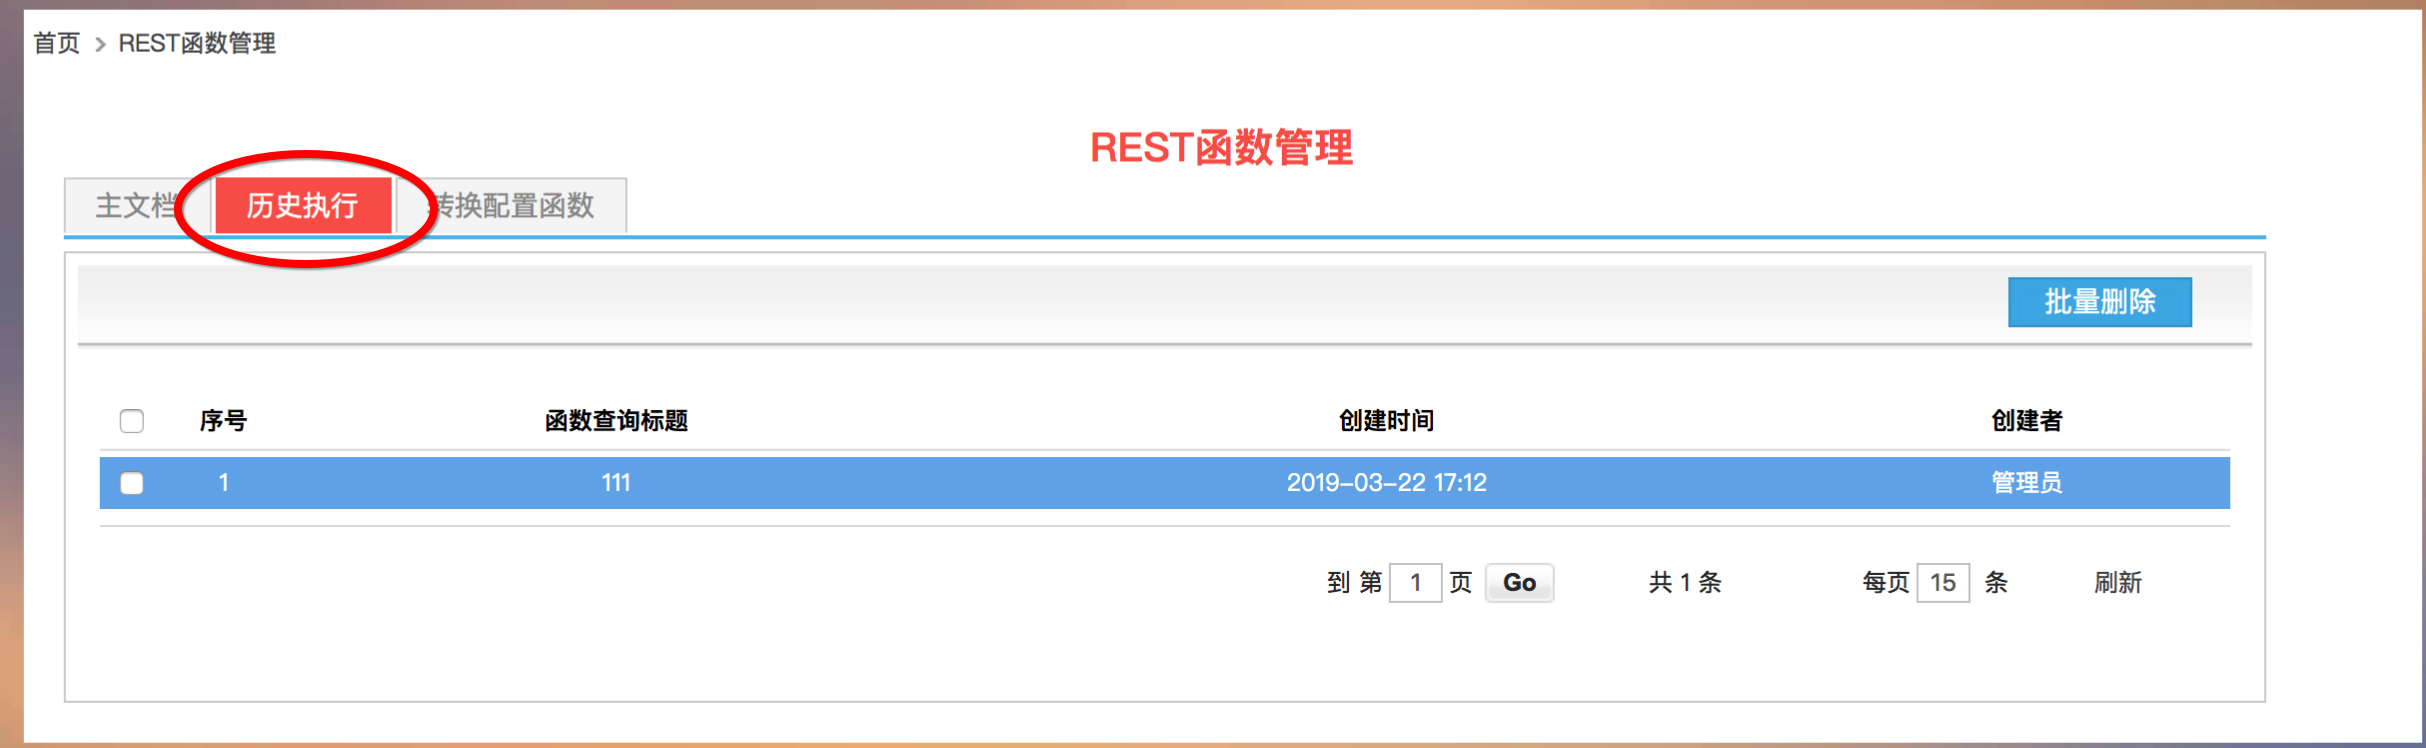 首页 > REST函数管理
REST函数管理
主文档 历史执行 转换配置函数
批量删除
序号 函数查询标题 创建时间 创建者
1 111 2019-03-22 17:12 管理员
到 第 1 页 Go 共 1 条 每页 15 条 刷新